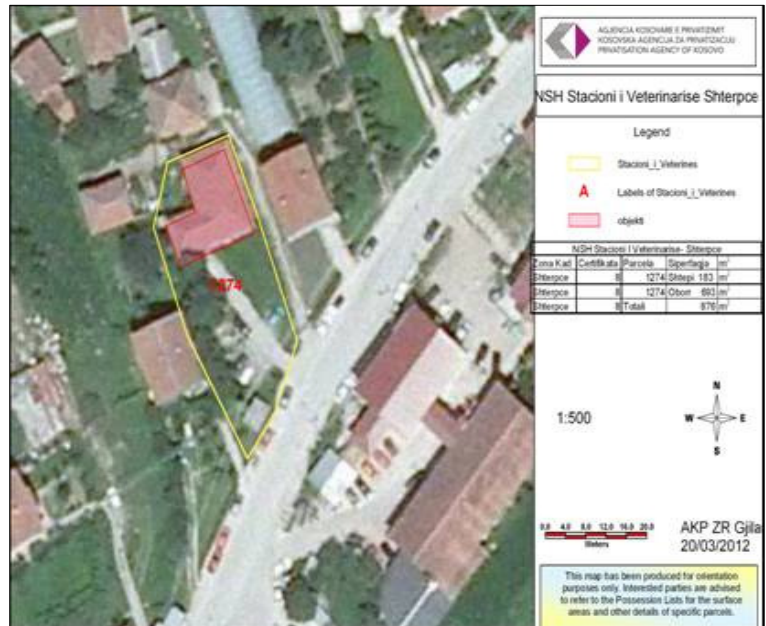 AGJENCIA KOSOVARE E PRIVATIZIMIT
KOSOVSKA AGENCIJA ZA PRIVATIZACIJU
PRIVATISATION AGENCY OF KOSOVO
NSH Stacioni i Veterinarise Shterpce
Legend
Stacioni_i_Veterines
A Labels of Stacioni_i_Veterines
objekti
NSH Stacioni I Veterinarise- Shterpce
Zona Kad Certifikata Parcela Siperfaqja m²
Shterpce 8 1274 Shtepi 183 m²
Shterpce 8 1274 Oborr 693 m²
Shterpce 8 Totali 876 m²
1274
1:500
N
W E
S
0.0 4.0 8.0 12.0 16.0 20.0
Meters
AKP ZR Gjila
20/03/2012
This map has been produced for orientation
purposes only. Interested parties are advised
to refer to the Possession Lists for the surface
areas and other details of specific parcels.